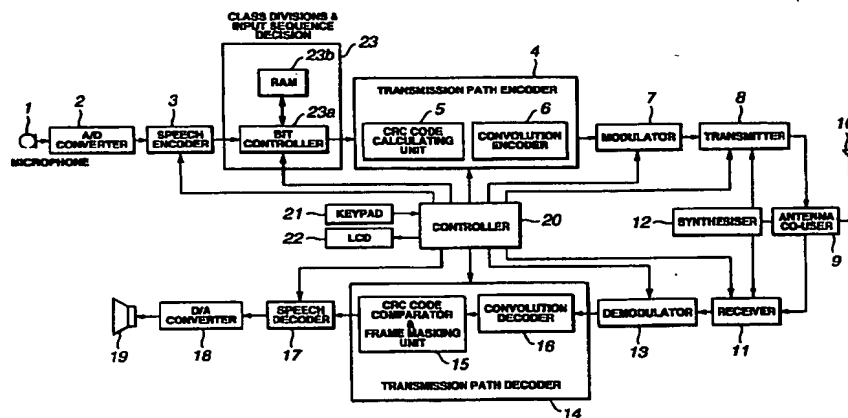 CLASS DIVISIONS &
INPUT SEQUENCE
DECISION
23
23b
RAM
4
TRANSMISSION PATH ENCODER
1
2
3
23a
5
6
7
8
10
A/D
CONVERTER
SPEECH
ENCODER
BIT
CONTROLLER
CRC CODE
CALCULATING
UNIT
CONVOLUTION
ENCODER
MODULATOR
TRANSMITTER
MICROPHONE
21
KEYPAD
CONTROLLER
20
12
SYNTHESISER
ANTENNA
CO-USER
22
LCD
9
D/A
CONVERTER
SPEECH
DECODER
CRC CODE
COMPARATOR
&
FRAME MASKING
UNIT
CONVOLUTION
DECODER
DEMODULATOR
RECEIVER
19
18
17
15
16
13
11
TRANSMISSION PATH DECODER
14